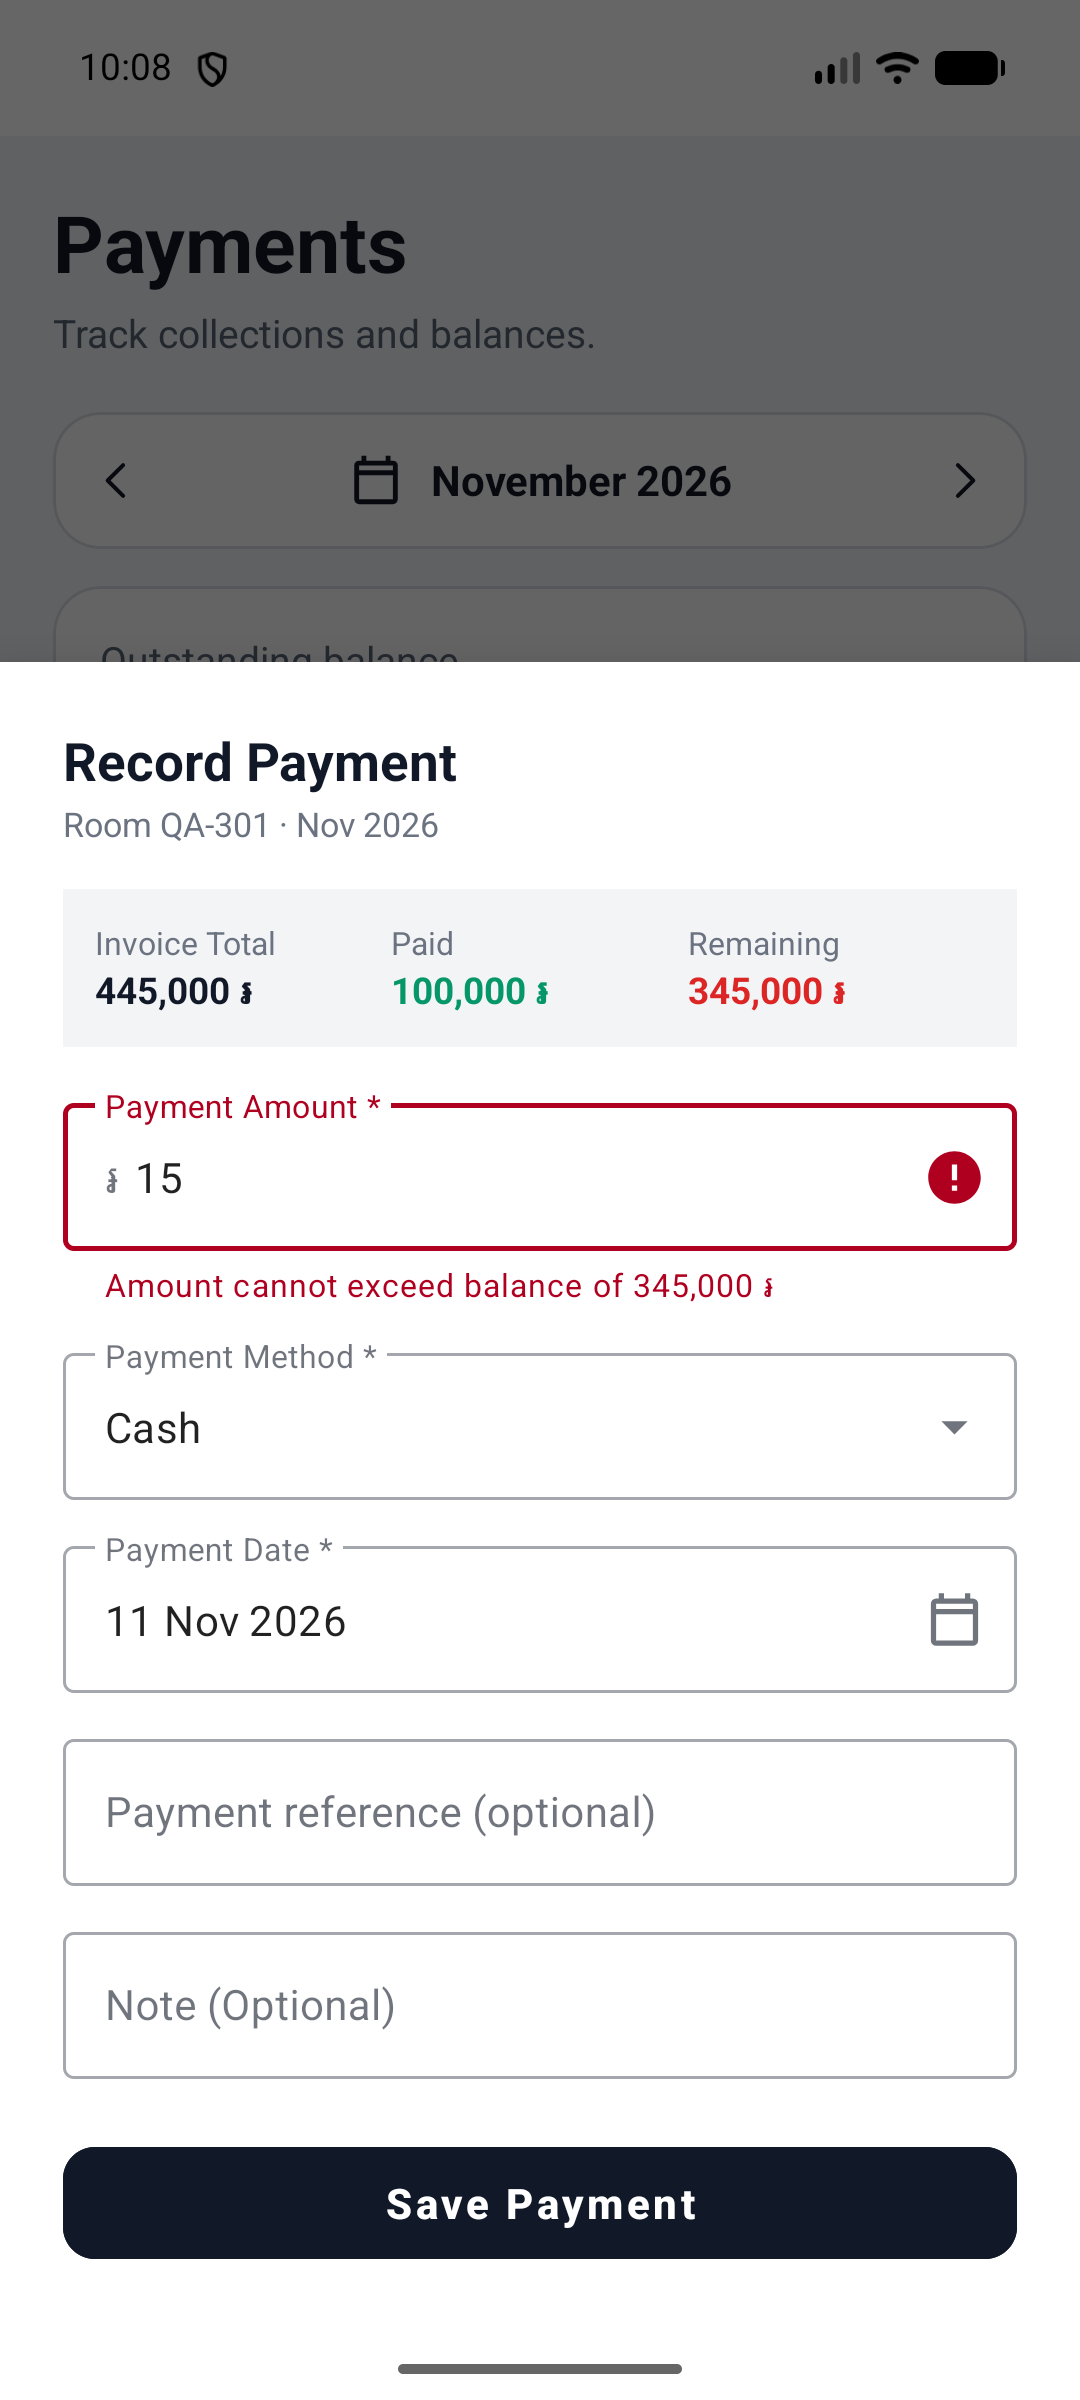 10:08
Payments
Track collections and balances.
November 2026
Outstanding balance
Record Payment
Room QA-301 · Nov 2026
Invoice Total
445,000 ៛
Paid
100,000 ៛
Remaining
345,000 ៛
Payment Amount *
៛ 15
Amount cannot exceed balance of 345,000 ៛
Payment Method *
Cash
Payment Date *
11 Nov 2026
Payment reference (optional)
Note (Optional)
Save Payment